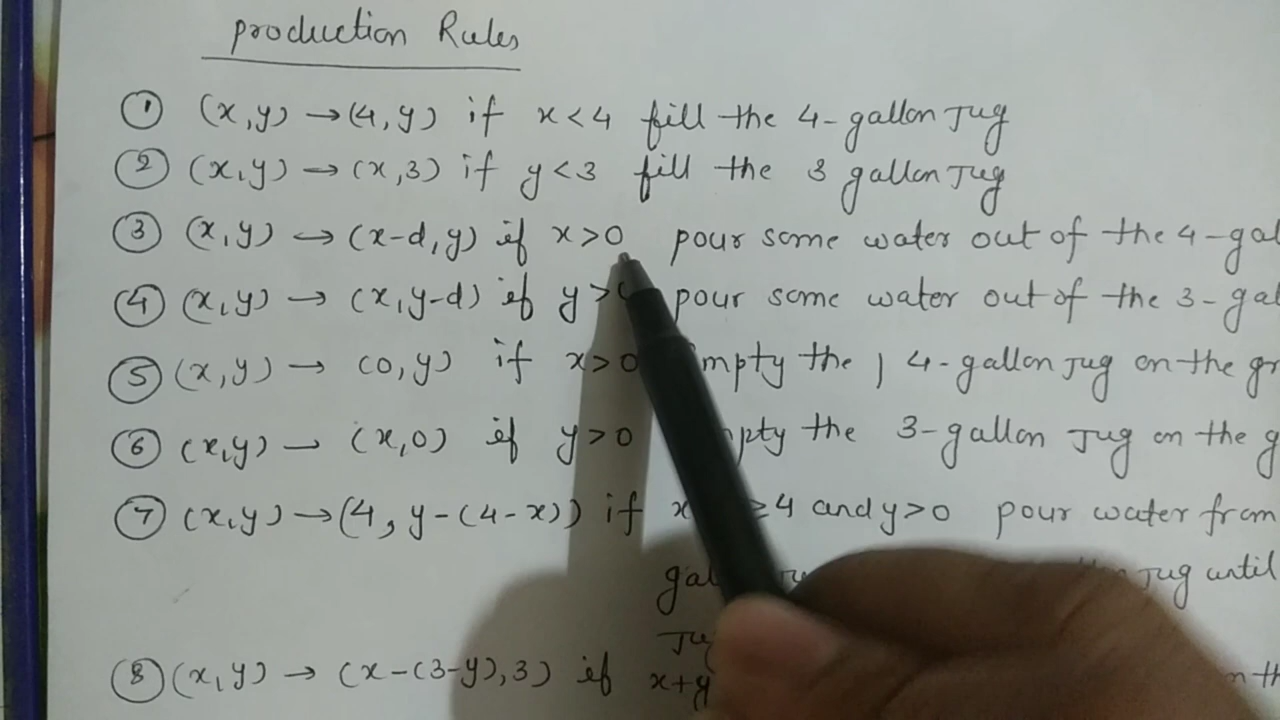 production Rules
① (x,y) → (4,y) if x<4 fill the 4-gallon Jug
② (x,y) → (x,3) if y<3 fill the 3 gallon Jug
③ (x,y) → (x-d,y) if x>0 pour some water out of the 4-gal
④ (x,y) → (x,y-d) if y> pour some water out of the 3-gal
⑤ (x,y) → (0,y) if x>0 the 4-gallon Jug on the gr
⑥ (x,y) — (x,0) if y>0 the 3-gallon Jug on the g
⑦ (x,y) → (4, y-(4-x)) if x ≥4 and y>0 pour water from
gal Jug until
⑧ (x,y) → (x-(3-y),3) if x+y